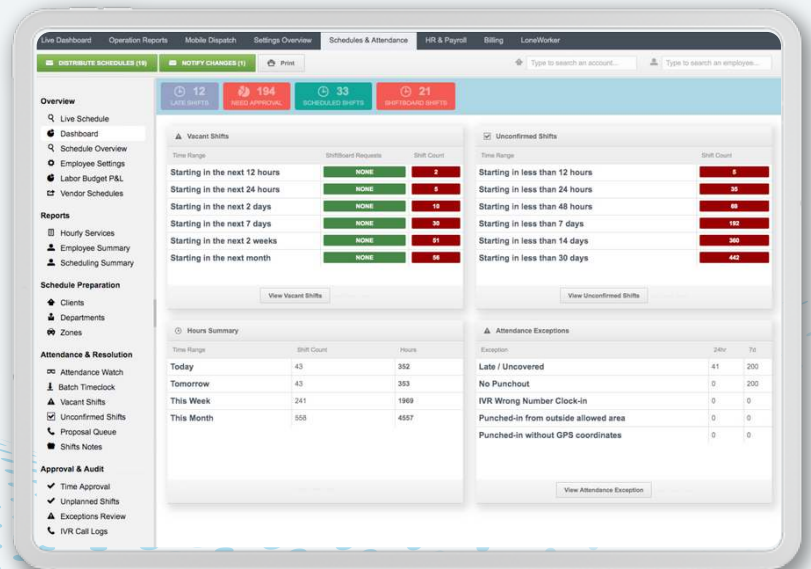 Live Dashboard Operation Reports Mobile Dispatch Settings Overview Schedules & Attendance HR & Payroll Billing LoneWorker
DISTRIBUTE SCHEDULES (19) NOTIFY CHANGES (1) Print Type to search an account... Type to search an employee...
Overview
Live Schedule
Dashboard
Schedule Overview
Employee Settings
Labor Budget P&L
Vendor Schedules
Reports
Hourly Services
Employee Summary
Scheduling Summary
Schedule Preparation
Clients
Departments
Zones
Attendance & Resolution
Attendance Watch
Batch Timeclock
Vacant Shifts
Unconfirmed Shifts
Proposal Queue
Shifts Notes
Approval & Audit
Time Approval
Unplanned Shifts
Exceptions Review
IVR Call Logs
12
LATE SHIFTS
194
NEED APPROVAL
33
SCHEDULED SHIFTS
21
SHIFTBOARD SHIFTS
Vacant Shifts
Time Range ShiftBoard Requests Shift Count
Starting in the next 12 hours NONE 2
Starting in the next 24 hours NONE 5
Starting in the next 2 days NONE 10
Starting in the next 7 days NONE 30
Starting in the next 2 weeks NONE 51
Starting in the next month NONE 56
View Vacant Shifts
Unconfirmed Shifts
Time Range Shift Count
Starting in less than 12 hours 5
Starting in less than 24 hours 35
Starting in less than 48 hours
Starting in less than 7 days 192
Starting in less than 14 days 360
Starting in less than 30 days 442
View Unconfirmed Shifts
Hours Summary
Time Range Shift Count Hours
Today 43 352
Tomorrow 43 353
This Week 241 1969
This Month 558 4557
Attendance Exceptions
Exception 24hr 7d
Late / Uncovered 41 200
No Punchout 0 200
IVR Wrong Number Clock-in 0 0
Punched-in from outside allowed area 0 0
Punched-in without GPS coordinates 0 0
View Attendance Exception